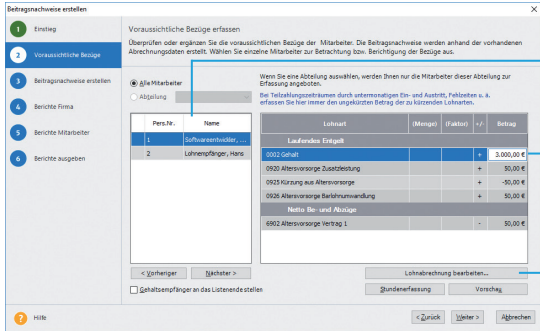 Beitragsnachweise erstellen
1 Einstieg
2 Voraussichtliche Bezüge
3 Beitragsnachweise erstellen
4 Berichte Firma
5 Berichte Mitarbeiter
6 Berichte ausgeben
Voraussichtliche Bezüge erfassen
Überprüfen oder ergänzen Sie die voraussichtlichen Bezüge der Mitarbeiter. Die Beitragsnachweise werden anhand der vorhandenen
Abrechnungsdaten erstellt. Wählen Sie einzelne Mitarbeiter zur Betrachtung bzw. Berichtigung der Bezüge aus.
Alle Mitarbeiter
Abteilung
Wenn Sie eine Abteilung auswählen, werden Ihnen nur die Mitarbeiter dieser Abteilung zur
Erfassung angeboten.
Bei Teilzahlungszeiträumen durch untermonatigen Ein- und Austritt, Fehlzeiten u. ä.
erfassen Sie hier immer den ungekürzten Betrag der zu kürzenden Lohnarten.
Pers.Nr. Name
1 Softwareentwickler, ...
2 Lohnempfänger, Hans
Lohnart (Menge) (Faktor) +/- Betrag
Laufendes Entgelt
0002 Gehalt + 3.000,00 €
0920 Altersvorsorge Zusatzleistung + 50,00 €
0925 Kürzung aus Altersvorsorge + -50,00 €
0926 Altersvorsorge Barlohnumwandlung + 50,00 €
Netto Be- und Abzüge
6902 Altersvorsorge Vertrag 1 - 50,00 €
< Vorheriger Nächster >
Gehaltsempfänger an das Listenende stellen
Lohnabrechnung bearbeiten...
Stundenerfassung Vorschau
? Hilfe
< Zurück Weiter > Abbrechen